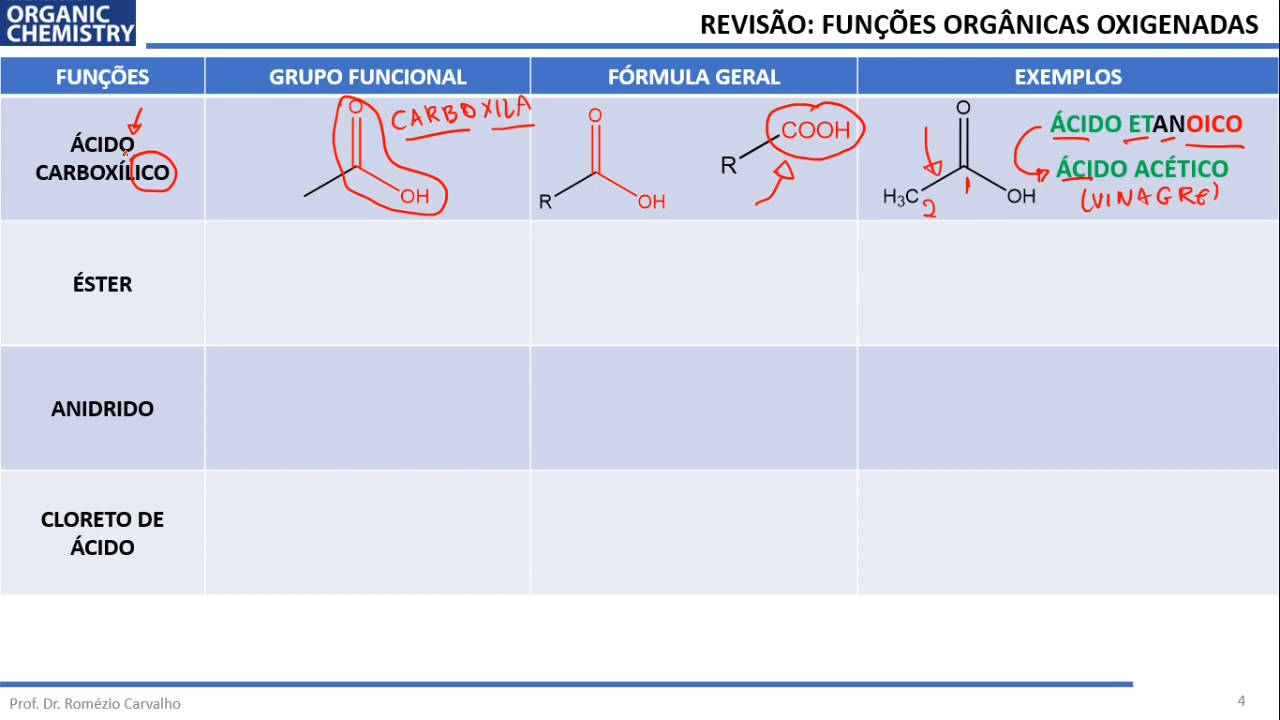 ORGANIC
CHEMISTRY
REVISÃO: FUNÇÕES ORGÂNICAS OXIGENADAS
FUNÇÕES
GRUPO FUNCIONAL
FÓRMULA GERAL
EXEMPLOS
ÁCIDO
CARBOXÍLICO
O
OH
CARBOXILA
O
R
OH
COOH
R
O
H₃C
OH
2
1
ÁCIDO ETANOICO
ÁCIDO ACÉTICO
(VINAGRE)
ÉSTER
ANIDRIDO
CLORETO DE
ÁCIDO
Prof. Dr. Romézio Carvalho
4